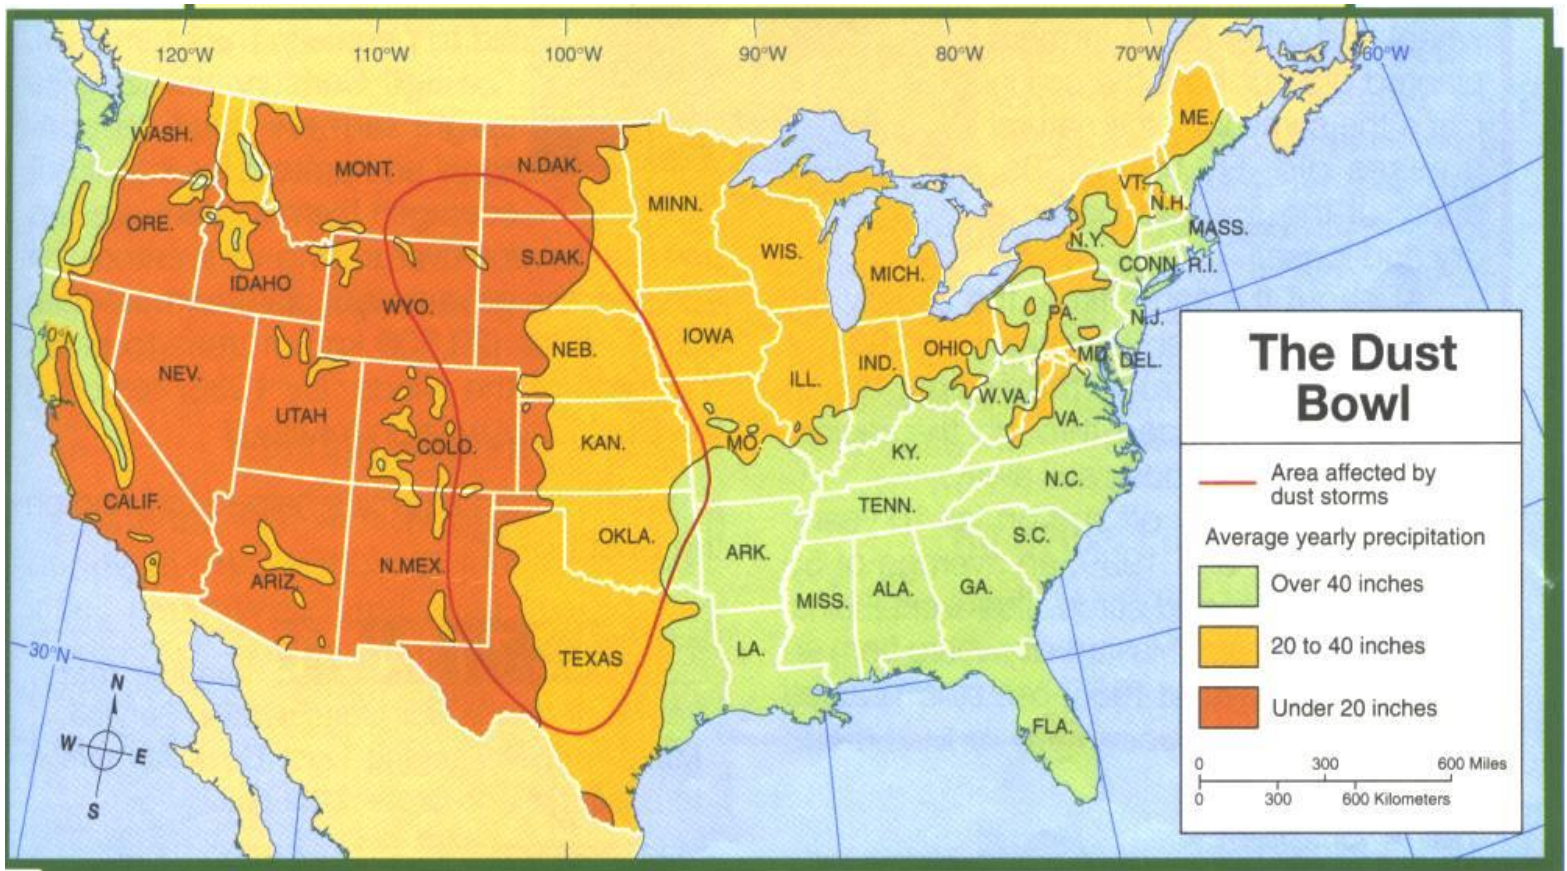 120°W
110°W
100°W
90°W
80°W
70°W
60°W
WASH.
MONT.
N.DAK.
MINN.
ME.
VT.
N.H.
ORE.
IDAHO
S.DAK.
WIS.
MICH.
N.Y.
MASS.
CONN.
R.I.
WYO.
40°N
NEV.
UTAH
COLO.
NEB.
IOWA
ILL.
IND.
OHIO
PA.
N.J.
MD.
DEL.
W.VA.
VA.
KAN.
MO.
KY.
N.C.
CALIF.
ARIZ.
N.MEX.
OKLA.
ARK.
TENN.
S.C.
MISS.
ALA.
GA.
TEXAS
LA.
FLA.
30°N
N
W
E
S
The Dust
Bowl
Area affected by
dust storms
Average yearly precipitation
Over 40 inches
20 to 40 inches
Under 20 inches
0 300 600 Miles
0 300 600 Kilometers